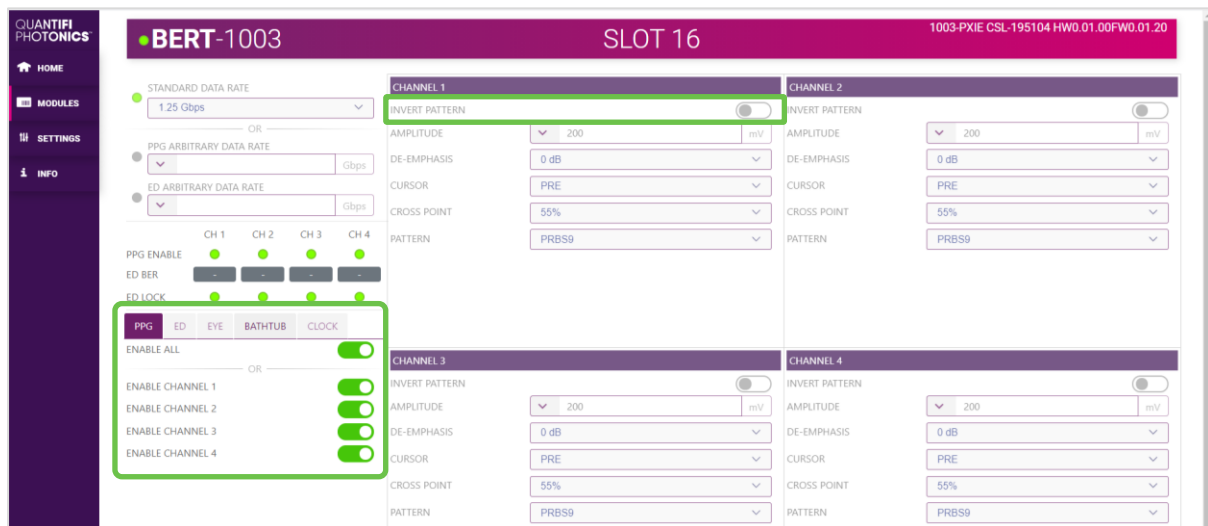 QUANTIFI
PHOTONICS
HOME
MODULES
SETTINGS
INFO
BERT-1003
SLOT 16
1003-PXIE CSL-195104 HW0.01.00FW0.01.20
STANDARD DATA RATE
1.25 Gbps
OR
PPG ARBITRARY DATA RATE
Gbps
ED ARBITRARY DATA RATE
Gbps
CH 1 CH 2 CH 3 CH 4
PPG ENABLE
ED BER - - - -
ED LOCK
PPG ED EYE BATHTUB CLOCK
ENABLE ALL
OR
ENABLE CHANNEL 1
ENABLE CHANNEL 2
ENABLE CHANNEL 3
ENABLE CHANNEL 4
CHANNEL 1
INVERT PATTERN
AMPLITUDE 200 mV
DE-EMPHASIS 0 dB
CURSOR PRE
CROSS POINT 55%
PATTERN PRBS9
CHANNEL 2
INVERT PATTERN
AMPLITUDE 200 mV
DE-EMPHASIS 0 dB
CURSOR PRE
CROSS POINT 55%
PATTERN PRBS9
CHANNEL 3
INVERT PATTERN
AMPLITUDE 200 mV
DE-EMPHASIS 0 dB
CURSOR PRE
CROSS POINT 55%
PATTERN PRBS9
CHANNEL 4
INVERT PATTERN
AMPLITUDE 200 mV
DE-EMPHASIS 0 dB
CURSOR PRE
CROSS POINT 55%
PATTERN PRBS9